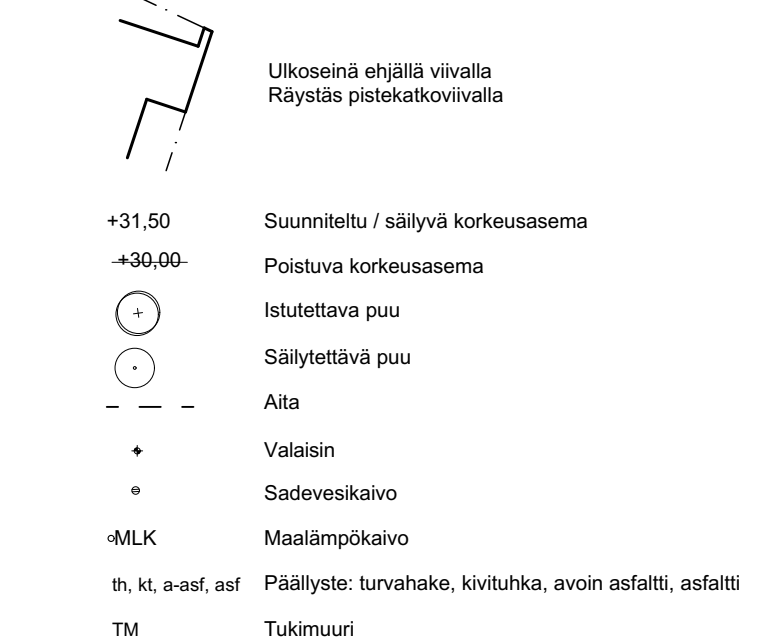 Ulkoseinä ehjällä viivalla
Räystäs pistekatkoviivalla
+31,50 Suunniteltu / säilyvä korkeusasema
+30,00 Poistuva korkeusasema
Istutettava puu
Säilytettävä puu
Aita
Valaisin
Sadevesikaivo
MLK Maalämpökaivo
th, kt, a-asf, asf Päällyste: turvahake, kivituhka, avoin asfaltti, asfaltti
TM Tukimuuri